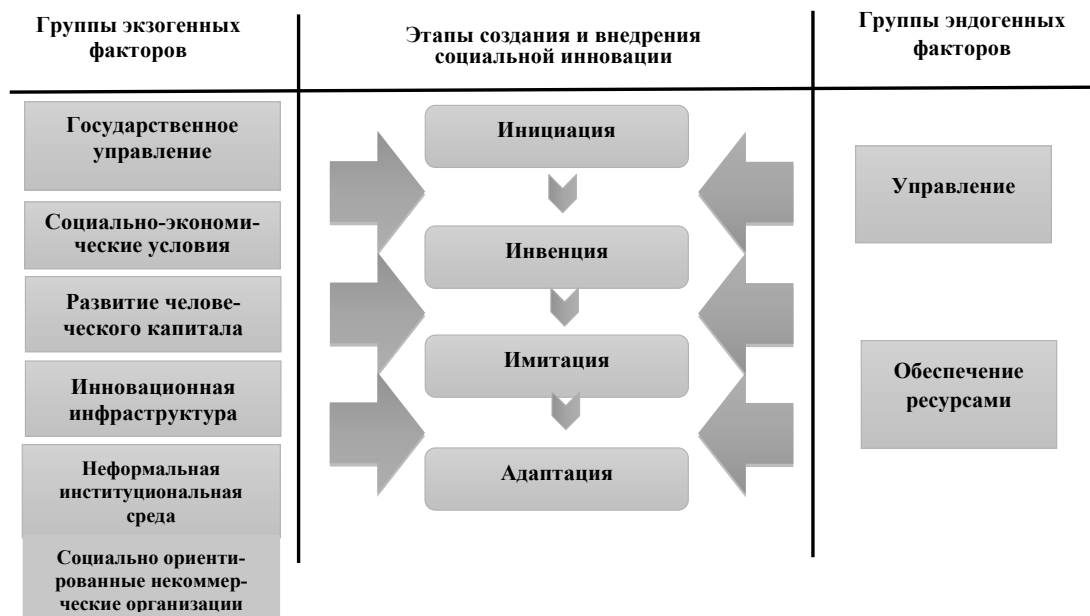 Группы экзогенных
факторов
Этапы создания и внедрения
социальной инновации
Группы эндогенных
факторов
Государственное
управление
Социально-экономи-
ческие условия
Развитие челове-
ческого капитала
Инновационная
инфраструктура
Неформальная
институциональная
среда
Социально ориенти-
рованные некоммер-
ческие организации
Инициация
Инвенция
Имитация
Адаптация
Управление
Обеспечение
ресурсами